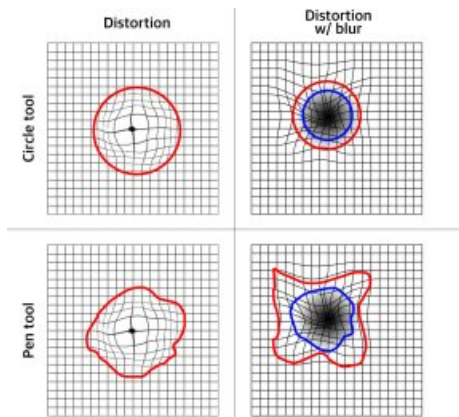 Distortion
Distortion
w/ blur
Circle tool
Pen tool